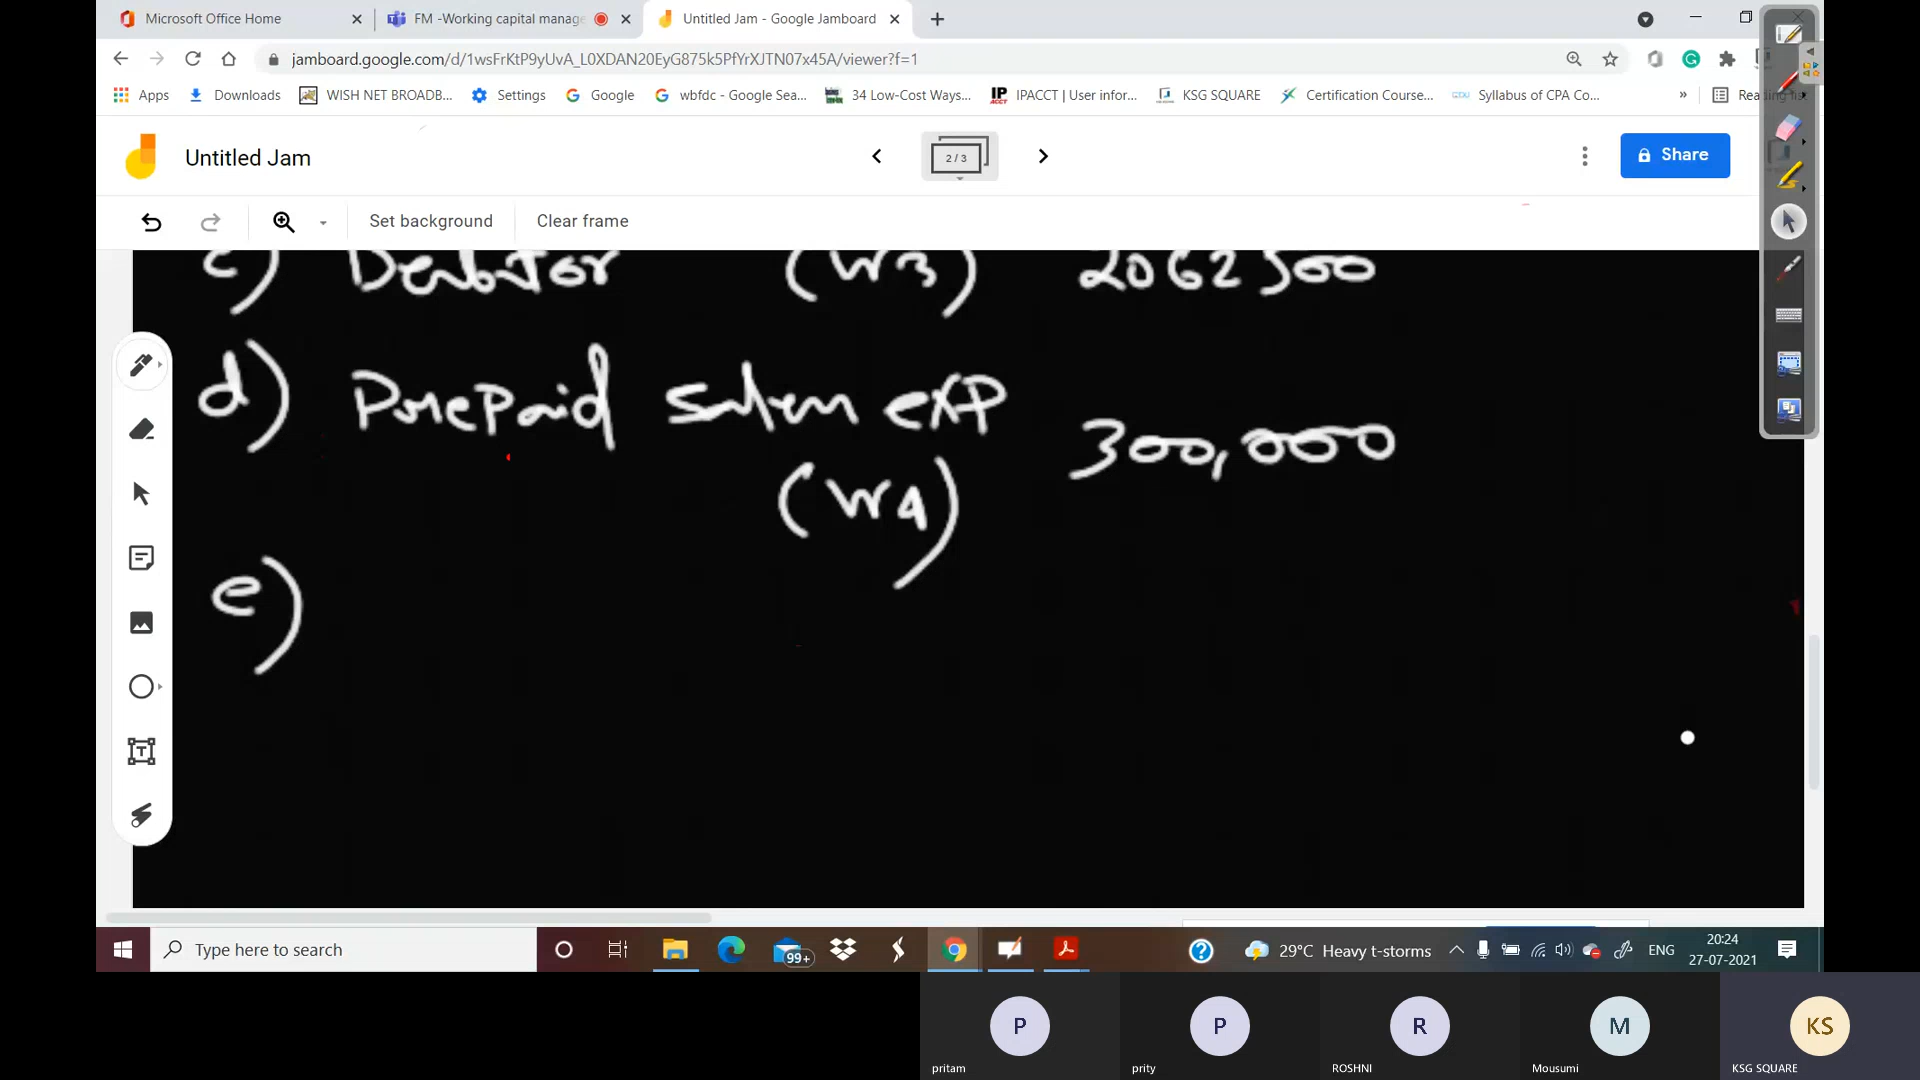 Microsoft Office Home
FM -Working capital manage
Untitled Jam - Google Jamboard
jamboard.google.com/d/1wsFrKtP9yUvA_L0XDAN20EyG875k5PfYrXJTN07x45A/viewer?f=1
Apps
Downloads
WISH NET BROADB...
Settings
Google
wbfdc - Google Sea...
34 Low-Cost Ways...
IPACCT | User infor...
KSG SQUARE
Certification Course...
Syllabus of CPA Co...
»
Reading list
Untitled Jam
2 / 3
Share
Set background
Clear frame
c) Debtor (W3) 2062500
d) Prepaid sales exp 300,000
(W4)
e)
Type here to search
99+
29°C Heavy t-storms
ENG
20:24
27-07-2021
P
P
R
M
KS
pritam
prity
ROSHNI
Mousumi
KSG SQUARE